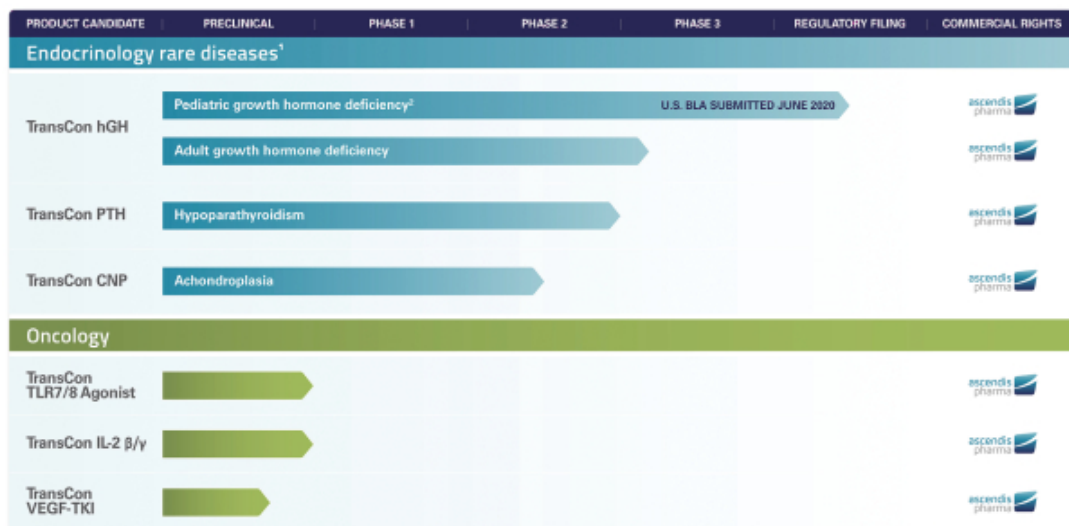 PRODUCT CANDIDATE | PRECLINICAL | PHASE 1 | PHASE 2 | PHASE 3 | REGULATORY FILING | COMMERCIAL RIGHTS
Endocrinology rare diseases¹
TransCon hGH
Pediatric growth hormone deficiency²
U.S. BLA SUBMITTED JUNE 2020
ascendis
pharma
Adult growth hormone deficiency
ascendis
pharma
TransCon PTH
Hypoparathyroidism
ascendis
pharma
TransCon CNP
Achondroplasia
ascendis
pharma
Oncology
TransCon
TLR7/8 Agonist
ascendis
pharma
TransCon IL-2 β/γ
ascendis
pharma
TransCon
VEGF-TKI
ascendis
pharma